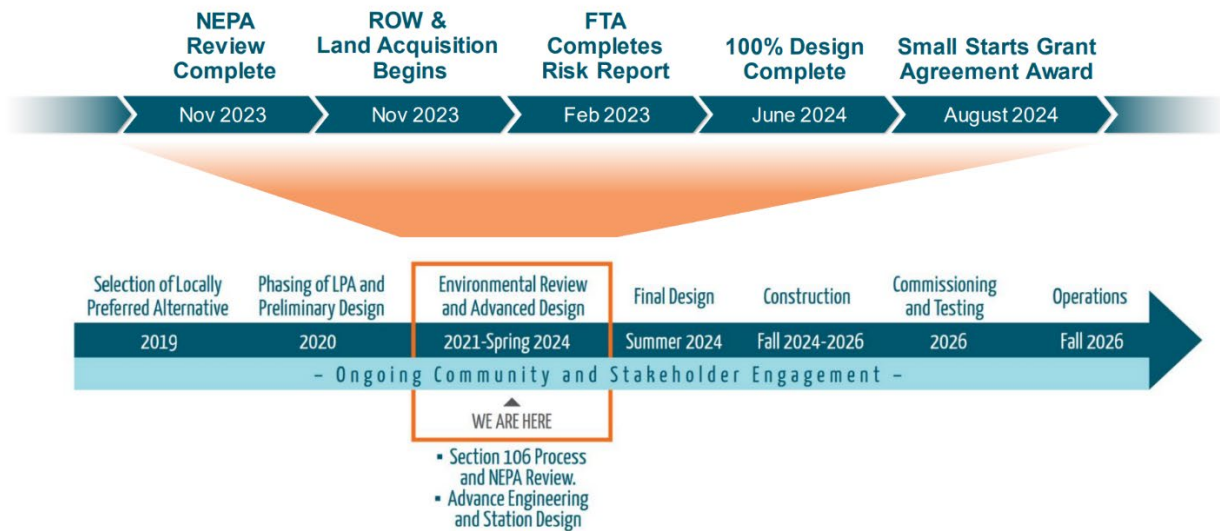 NEPA
Review
Complete
ROW &
Land Acquisition
Begins
FTA
Completes
Risk Report
100% Design
Complete
Small Starts Grant
Agreement Award
Nov 2023
Nov 2023
Feb 2023
June 2024
August 2024
Selection of Locally
Preferred Alternative
Phasing of LPA and
Preliminary Design
Environmental Review
and Advanced Design
Final Design
Construction
Commissioning
and Testing
Operations
2019
2020
2021-Spring 2024
Summer 2024
Fall 2024-2026
2026
Fall 2026
– Ongoing Community and Stakeholder Engagement –
WE ARE HERE
▪ Section 106 Process
and NEPA Review.
▪ Advance Engineering
and Station Design